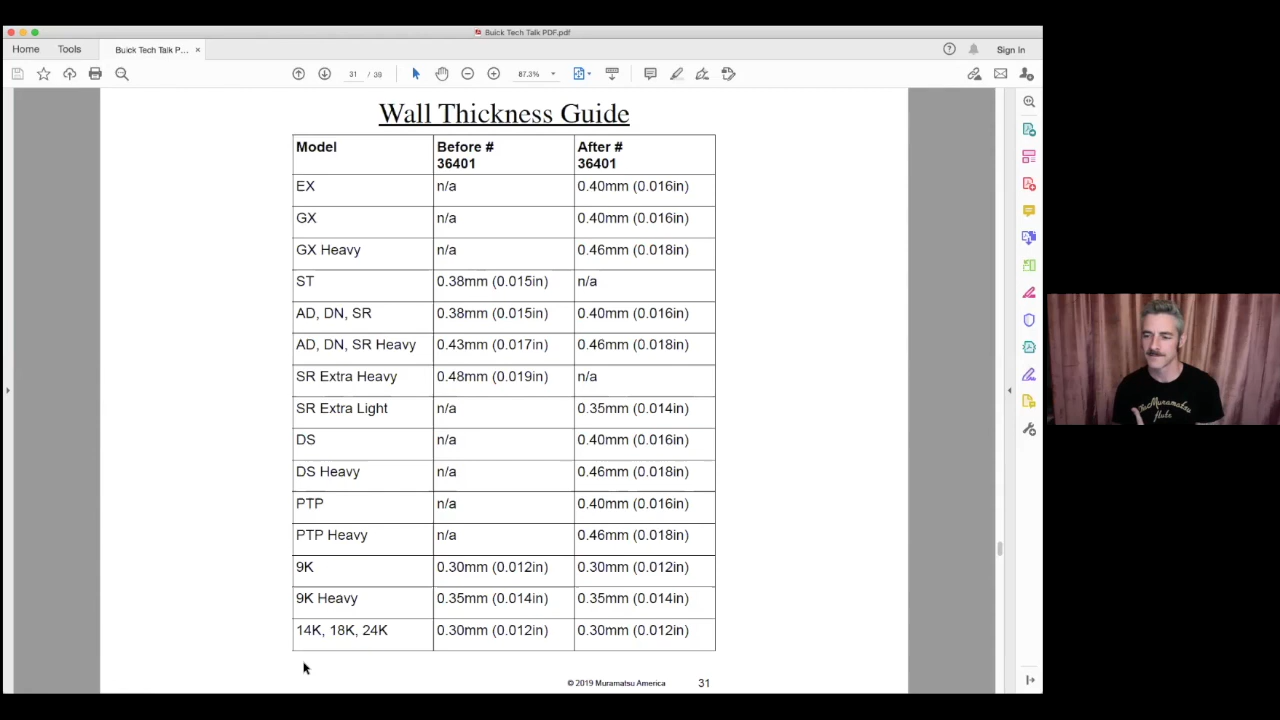 Buick Tech Talk PDF.pdf
Home Tools Buick Tech Talk P... × Sign In
31 / 38 87.3%
Wall Thickness Guide
Model Before # 36401 After # 36401
EX n/a 0.40mm (0.016in)
GX n/a 0.40mm (0.016in)
GX Heavy n/a 0.46mm (0.018in)
ST 0.38mm (0.015in) n/a
AD, DN, SR 0.38mm (0.015in) 0.40mm (0.016in)
AD, DN, SR Heavy 0.43mm (0.017in) 0.46mm (0.018in)
SR Extra Heavy 0.48mm (0.019in) n/a
SR Extra Light n/a 0.35mm (0.014in)
DS n/a 0.40mm (0.016in)
DS Heavy n/a 0.46mm (0.018in)
PTP n/a 0.40mm (0.016in)
PTP Heavy n/a 0.46mm (0.018in)
9K 0.30mm (0.012in) 0.30mm (0.012in)
9K Heavy 0.35mm (0.014in) 0.35mm (0.014in)
14K, 18K, 24K 0.30mm (0.012in) 0.30mm (0.012in)
© 2019 Muramatsu America 31
Muramatsu
flute